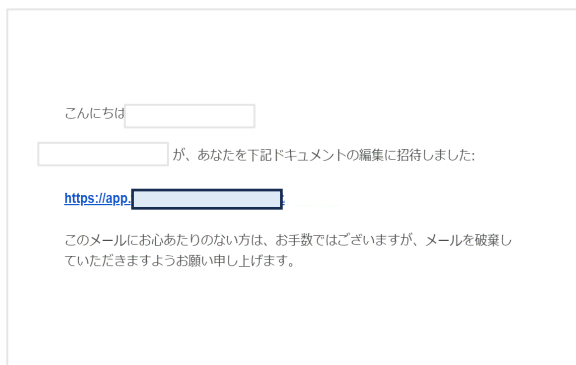 こんにちは
が、あなたを下記ドキュメントの編集に招待しました:
https://app.
このメールにお心あたりのない方は、お手数ではございますが、メールを破棄し
ていただきますようお願い申し上げます。